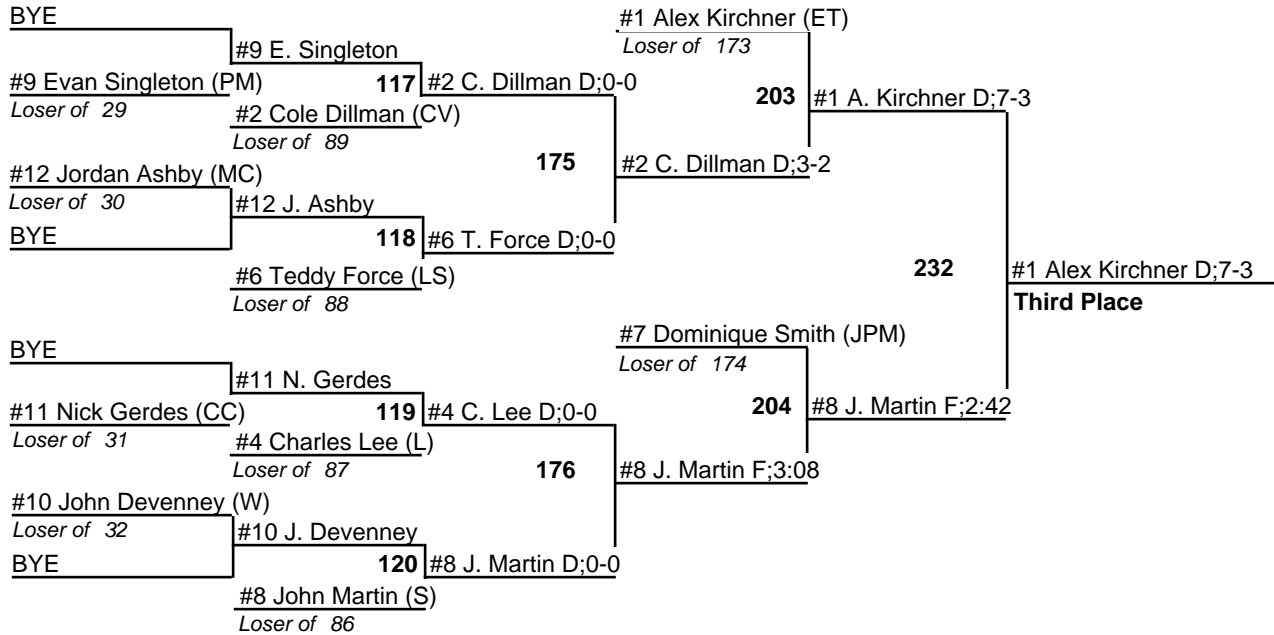 BYE
#1 Alex Kirchner (ET)
Loser of 173
#9 E. Singleton
#9 Evan Singleton (PM)
Loser of 29
117
#2 C. Dillman D;0-0
203
#1 A. Kirchner D;7-3
#2 Cole Dillman (CV)
Loser of 89
175
#2 C. Dillman D;3-2
#12 Jordan Ashby (MC)
Loser of 30
#12 J. Ashby
BYE
118
#6 T. Force D;0-0
232
#1 Alex Kirchner D;7-3
Third Place
#6 Teddy Force (LS)
Loser of 88
#7 Dominique Smith (JPM)
Loser of 174
BYE
#11 N. Gerdes
#11 Nick Gerdes (CC)
Loser of 31
119
#4 C. Lee D;0-0
204
#8 J. Martin F;2:42
#4 Charles Lee (L)
Loser of 87
176
#8 J. Martin F;3:08
#10 John Devenney (W)
Loser of 32
#10 J. Devenney
BYE
120
#8 J. Martin D;0-0
#8 John Martin (S)
Loser of 86